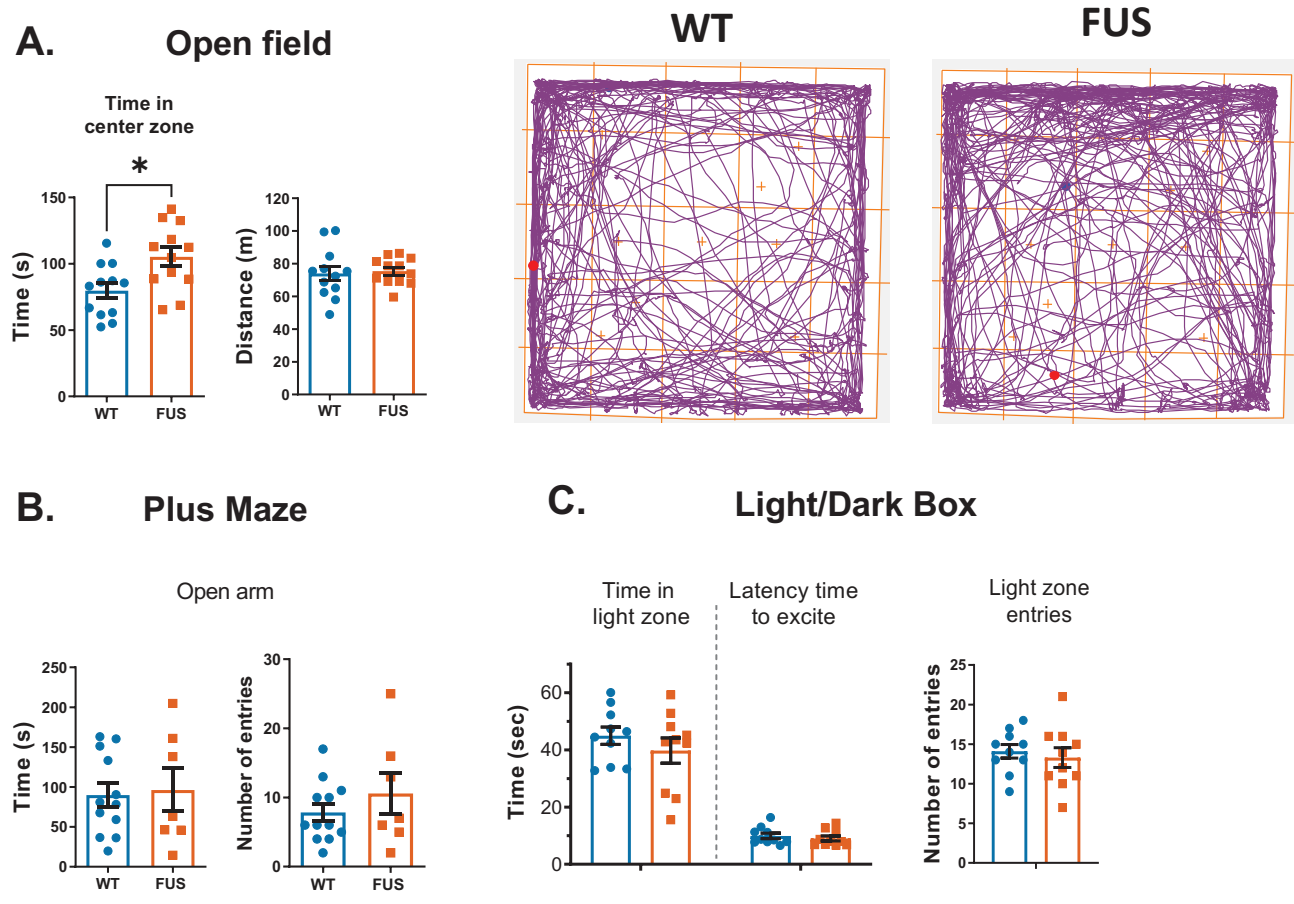 A.
Open field
WT
FUS
Time in
center zone
*
Time (s)
150
100
50
0
WT
FUS
Distance (m)
120
100
80
60
40
20
0
WT
FUS
B.
Plus Maze
Open arm
Time (s)
250
200
150
100
50
0
WT
FUS
Number of entries
30
20
10
0
WT
FUS
C.
Light/Dark Box
Time in
light zone
Latency time
to excite
Time (sec)
60
40
20
0
Light zone
entries
Number of entries
25
20
15
10
5
0